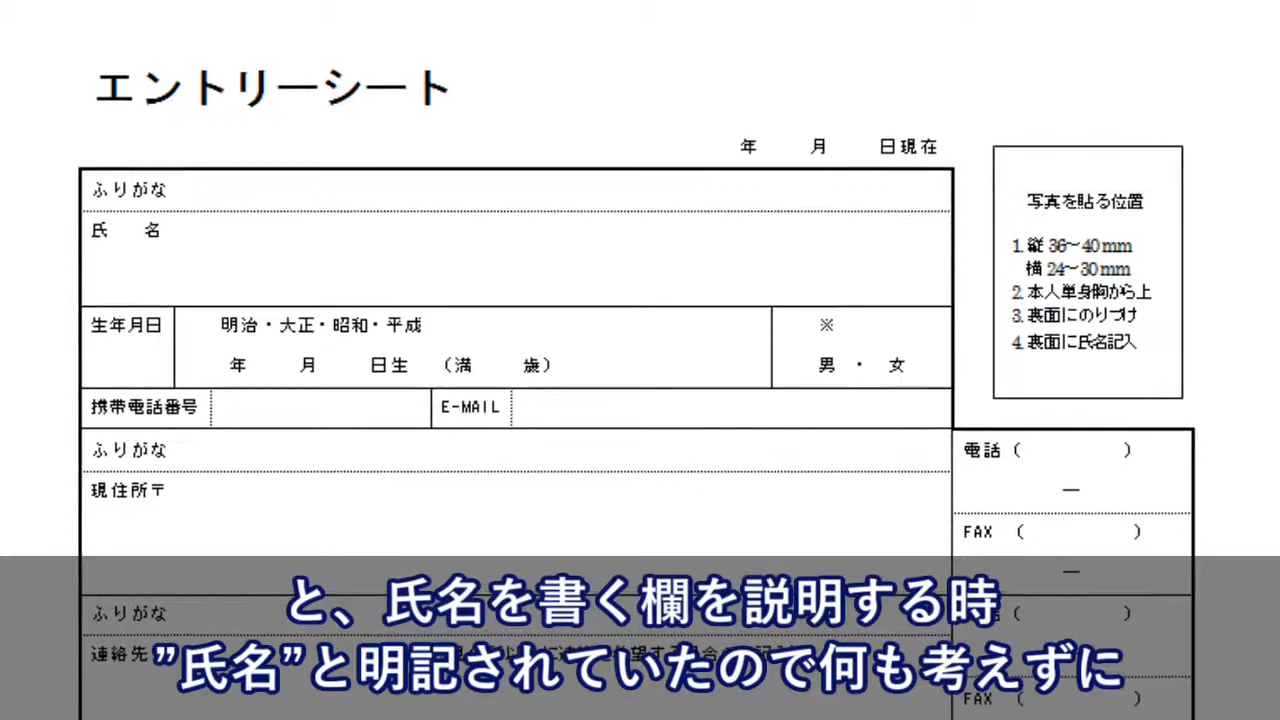 エントリーシート
年 月 日現在
ふりがな
氏 名
写真を貼る位置
1. 縦 36～40 mm
横 24～30 mm
2. 本人単身胸から上
3. 裏面にのりづけ
4. 裏面に氏名記入
生年月日
明治・大正・昭和・平成
年 月 日生 (満 歳)
※
男 ・ 女
携帯電話番号
E-MAIL
ふりがな
現住所〒
電話 ( )
―
FAX ( )
―
ふりがな
( )
連絡先
FAX ( )
と、氏名を書く欄を説明する時
”氏名”と明記されていたので何も考えずに